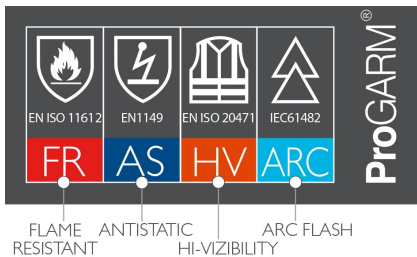 EN ISO 11612 EN1149 EN ISO 20471 IEC61482
FR AS HV ARC
ProGARM®
FLAME RESISTANT
ANTISTATIC
HI-VIZIBILITY
ARC FLASH